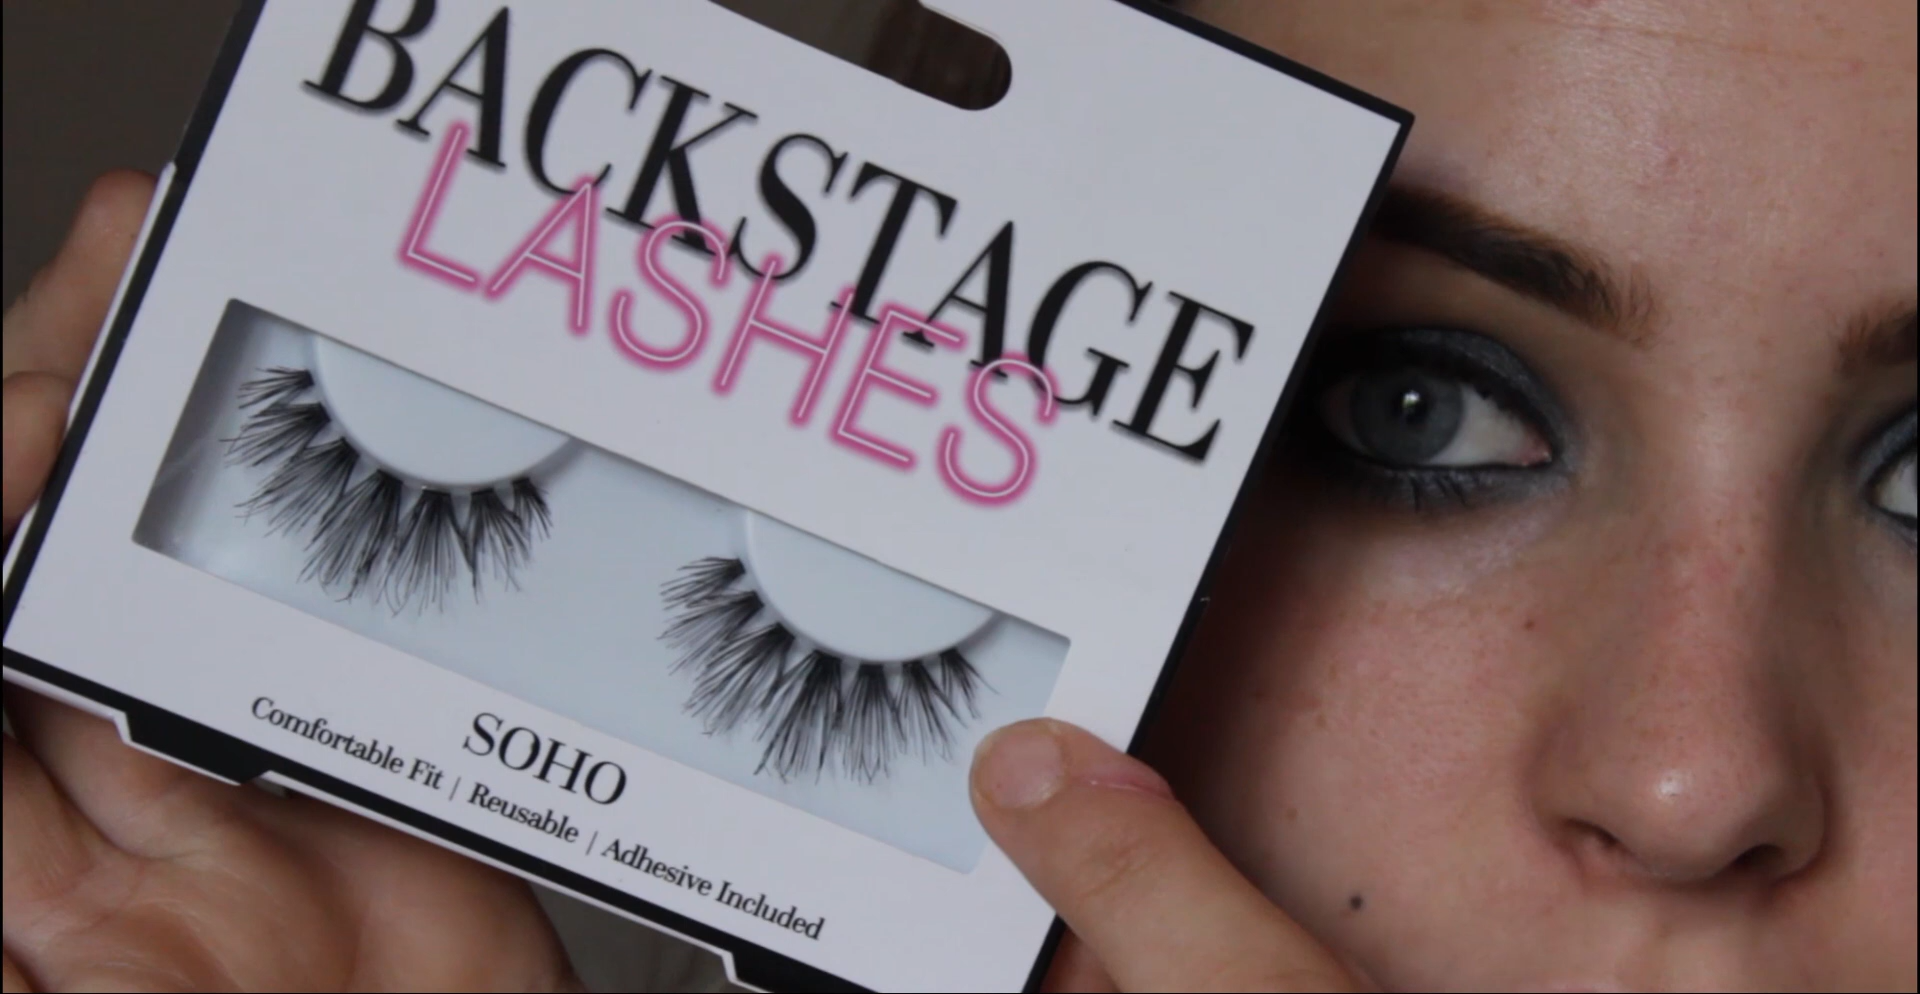 BACKSTAGE
LASHES
SOHO
Comfortable Fit | Reusable | Adhesive Included